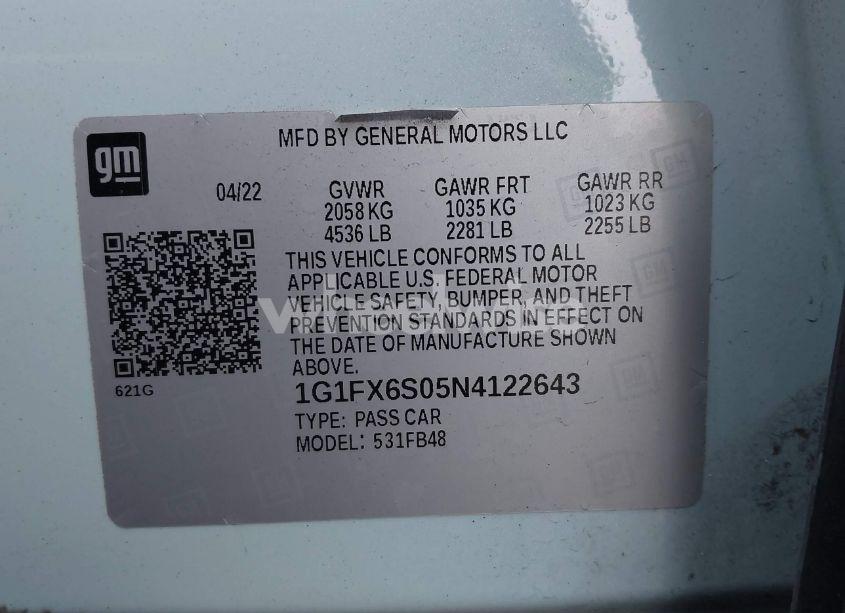 gm
MFD BY GENERAL MOTORS LLC
04/22 GVWR GAWR FRT GAWR RR
2058 KG 1035 KG 1023 KG
4536 LB 2281 LB 2255 LB
THIS VEHICLE CONFORMS TO ALL
APPLICABLE U.S. FEDERAL MOTOR
VEHICLE SAFETY, BUMPER, AND THEFT
PREVENTION STANDARDS IN EFFECT ON
THE DATE OF MANUFACTURE SHOWN
ABOVE.
621G
1G1FX6S05N4122643
TYPE: PASS CAR
MODEL: 531FB48